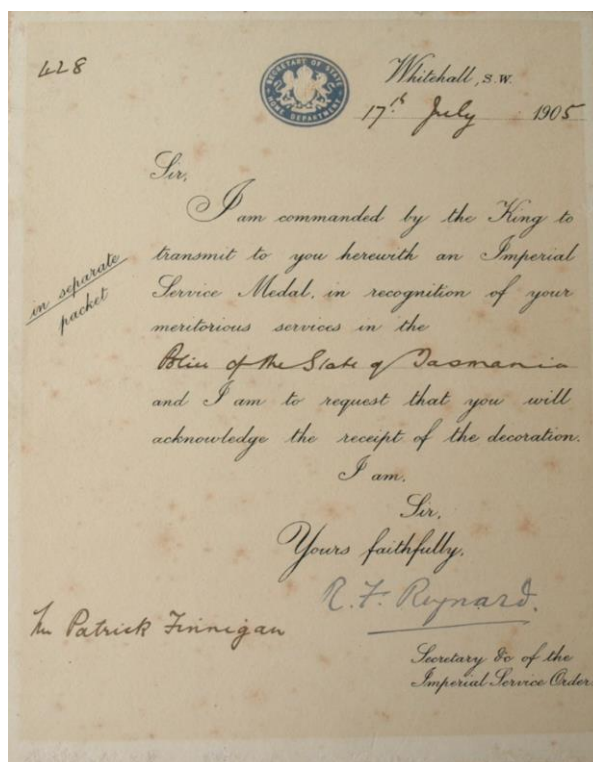 428
SECRETARY OF STATE
HOME DEPARTMENT
Whitehall, S.W.
17th July 1905
Sir,
I am commanded by the King to
transmit to you herewith an Imperial
Service Medal, in recognition of your
meritorious services in the
Police of the State of Tasmania
and I am to request that you will
acknowledge the receipt of the decoration.
I am,
Sir,
Yours faithfully,
R. F. Reynard.
Secretary &c of the
Imperial Service Order.
in separate
packet
Mr Patrick Finnigan